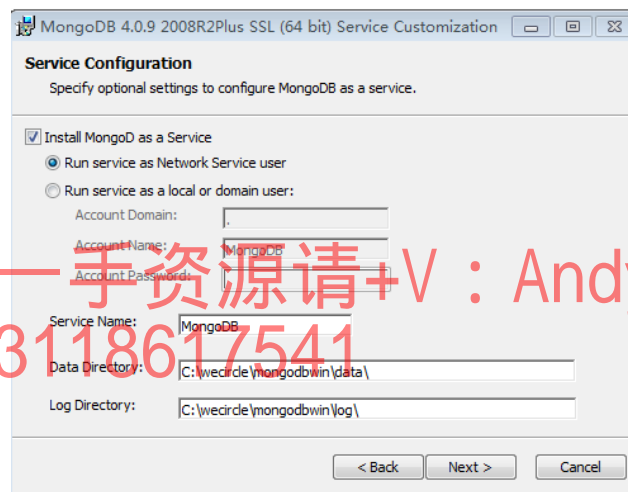 MongoDB 4.0.9 2008R2Plus SSL (64 bit) Service Customization
Service Configuration
Specify optional settings to configure MongoDB as a service.
Install MongoD as a Service
Run service as Network Service user
Run service as a local or domain user:
Account Domain: .
Account Name: MongoDB
Account Password:
一手资源请+V：Andy
3118617541
Service Name: MongoDB
Data Directory: C:\wecircle\mongodbwin\data\
Log Directory: C:\wecircle\mongodbwin\log\
< Back Next > Cancel